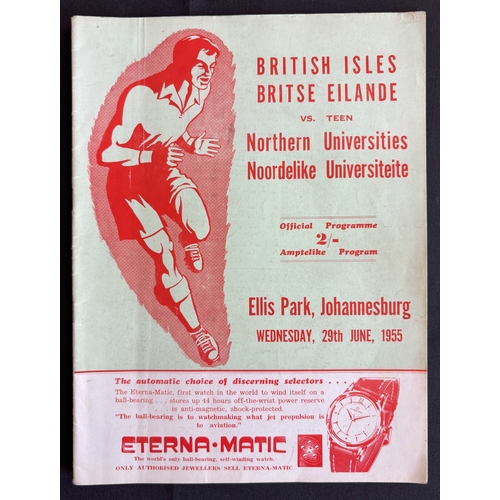 BRITISH ISLES
BRITSE EILANDE
VS. TEEN
Northern Universities
Noordelike Universiteite
Official Programme
2/-
Amptelike Program
Ellis Park, Johannesburg
WEDNESDAY, 29th JUNE, 1955
The automatic choice of discerning selectors . . .
The Eterna-Matic, first watch in the world to wind itself on a
ball-bearing . . . stores up 44 hours off-the-wrist power reserve
. . . is anti-magnetic, shock-protected.
"The ball-bearing is to watchmaking what jet propulsion is
to aviation."
ETERNA·MATIC
The world's only ball-bearing, self-winding watch.
ONLY AUTHORISED JEWELLERS SELL ETERNA-MATIC